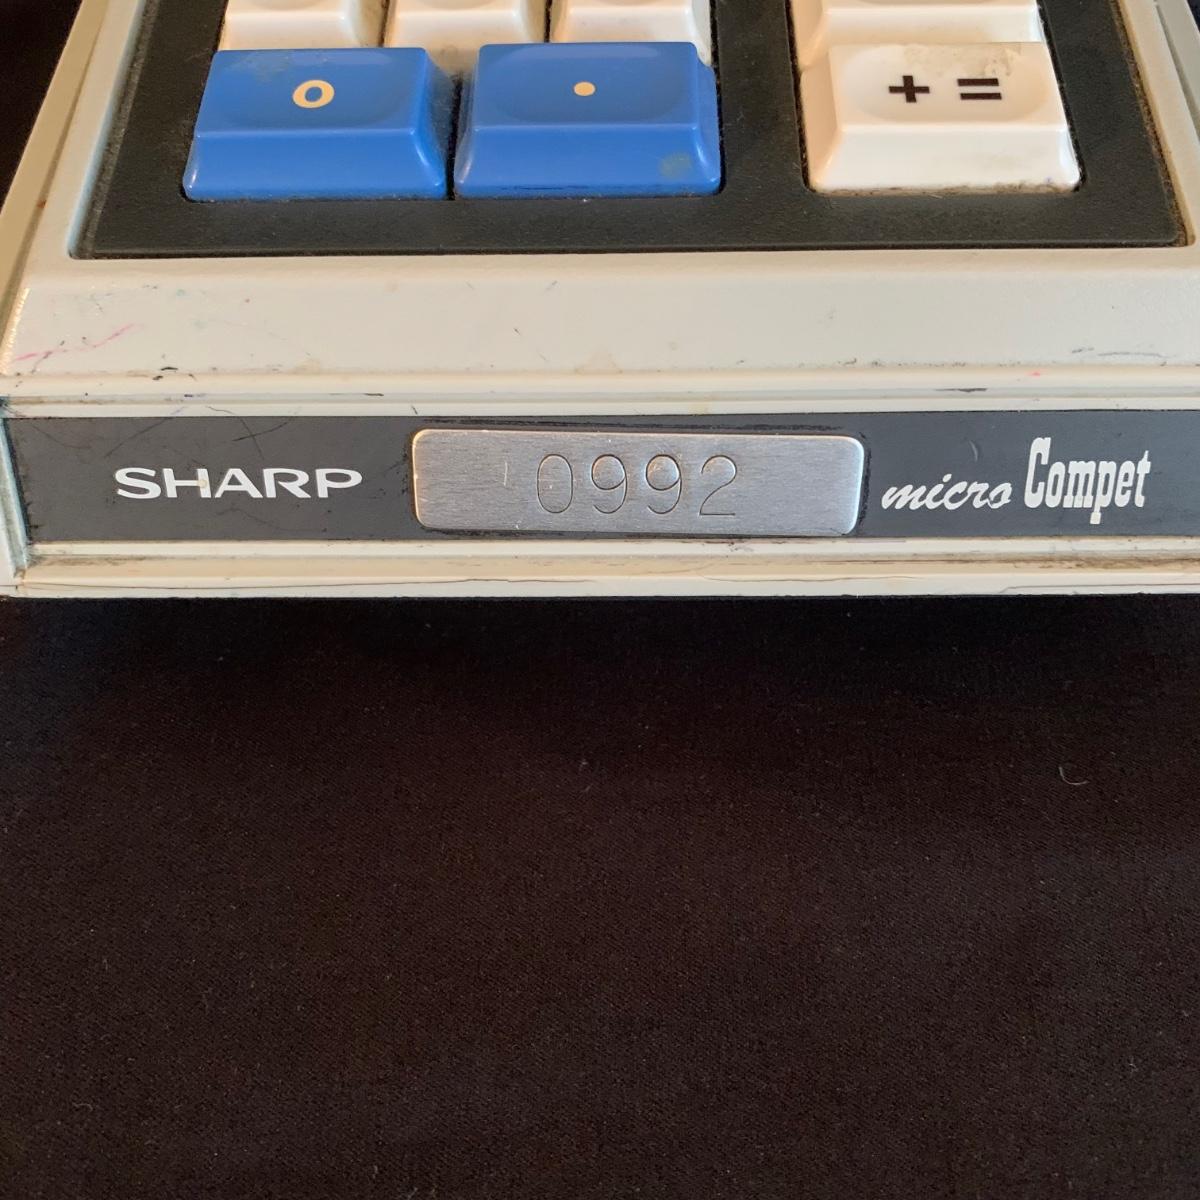 0 . + =
SHARP 0992 micro Compet